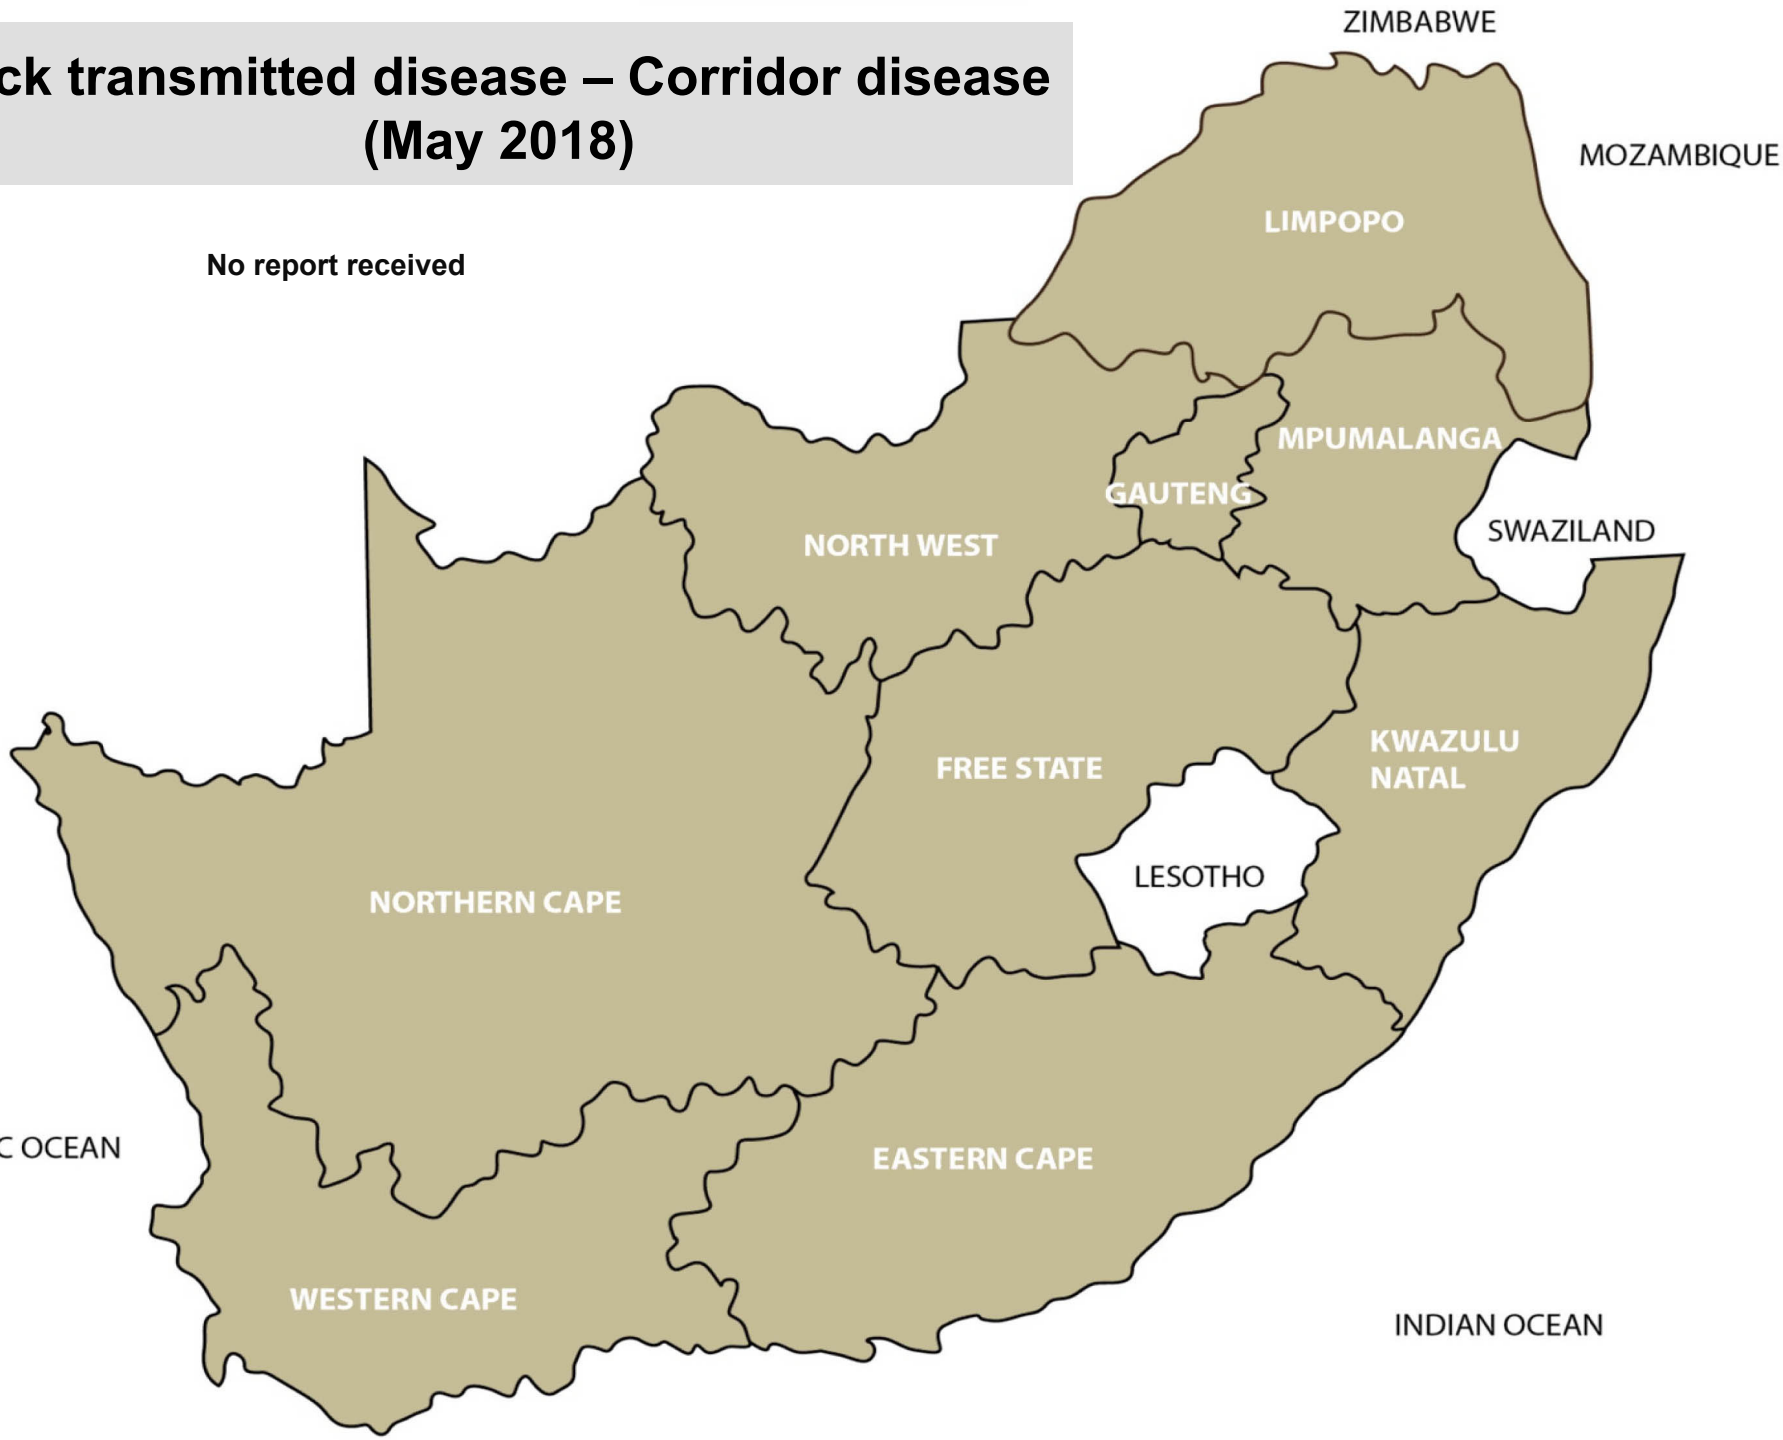 ck transmitted disease – Corridor disease
(May 2018)
No report received
ZIMBABWE
MOZAMBIQUE
LIMPOPO
MPUMALANGA
GAUTENG
NORTH WEST
SWAZILAND
KWAZULU
NATAL
FREE STATE
LESOTHO
NORTHERN CAPE
C OCEAN
EASTERN CAPE
WESTERN CAPE
INDIAN OCEAN